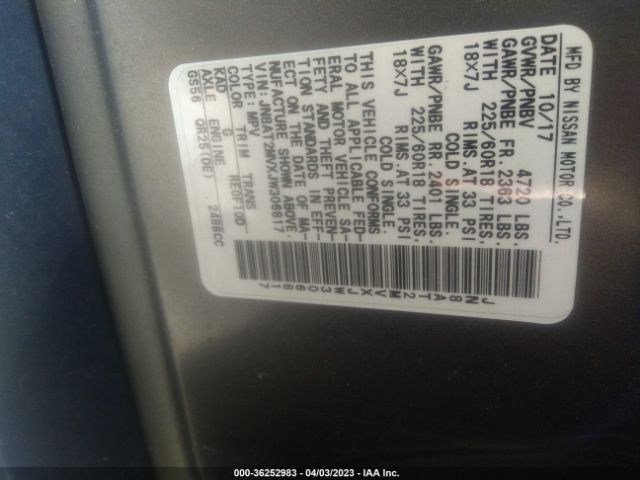 MFD BY NISSAN MOTOR CO.,LTD.
DATE 10/17
GVWR/PNBV 4720 LBS.
GAWR/PNBE FR 2363 LBS.
WITH 225/60R18 TIRES,
18X7J RIMS.AT 33 PSI
COLD SINGLE.
GAWR/PNBE RR. 2401 LBS.
WITH 225/60R18 TIRES,
18X7J RIMS.AT 33 PSI
COLD SINGLE.
THIS VEHICLE CONFORMS
TO ALL APPLICABLE FED-
ERAL MOTOR VEHICLE SA-
FETY AND THEFT PREVEN-
TION STANDARDS IN EFF-
ECT ON THE DATE OF MA-
NUFACTURE SHOWN ABOVE.
VIN: JN8AT2MVXJW306817
TYPE: MPV
COLOR TRIM TRANS
KAD G RE0F10D
AXLE ENGINE
GS56 QR25(DE) 2488CC
JN8AT2MVXJW306817
000-36252983 - 04/03/2023 - IAA Inc.